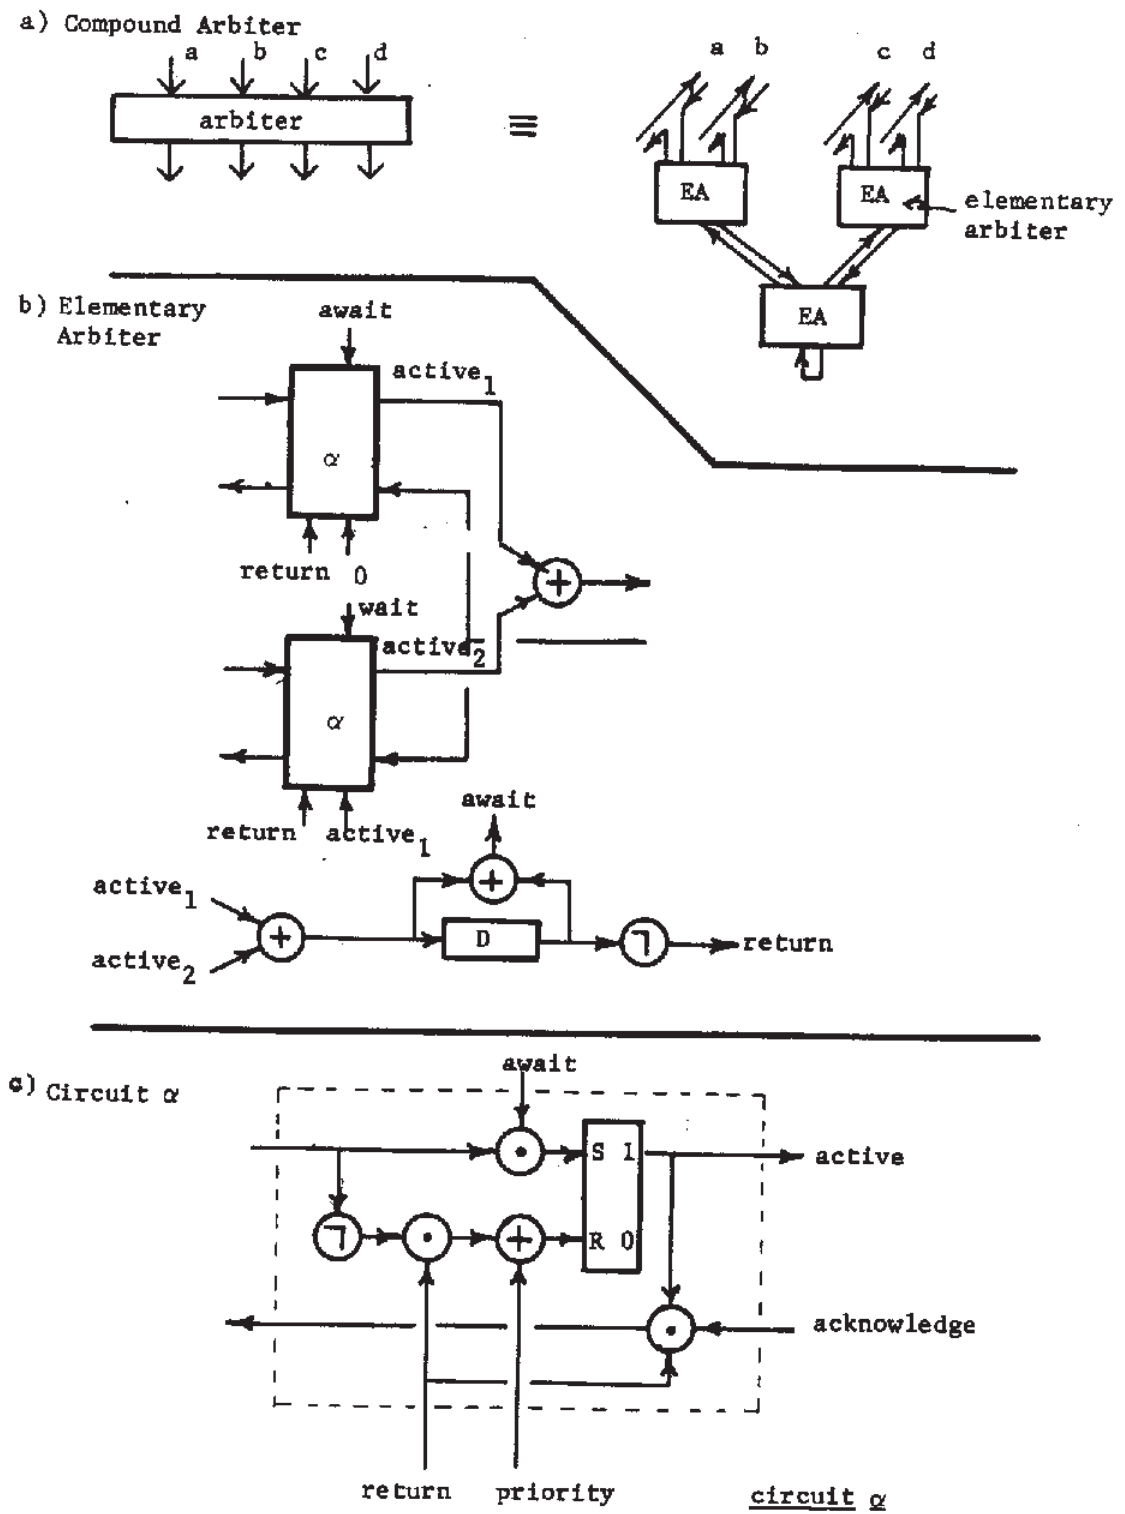 a) Compound Arbiter
a b c d
arbiter
≡
a b c d
EA
EA
elementary
arbiter
EA
b) Elementary
Arbiter
await
active1
α
return 0
+
wait
active2
α
return active1
await
+
active1
active2
+
D
¬
return
c) Circuit α
await
S 1
active
¬
+
R 0
acknowledge
return priority
circuit α